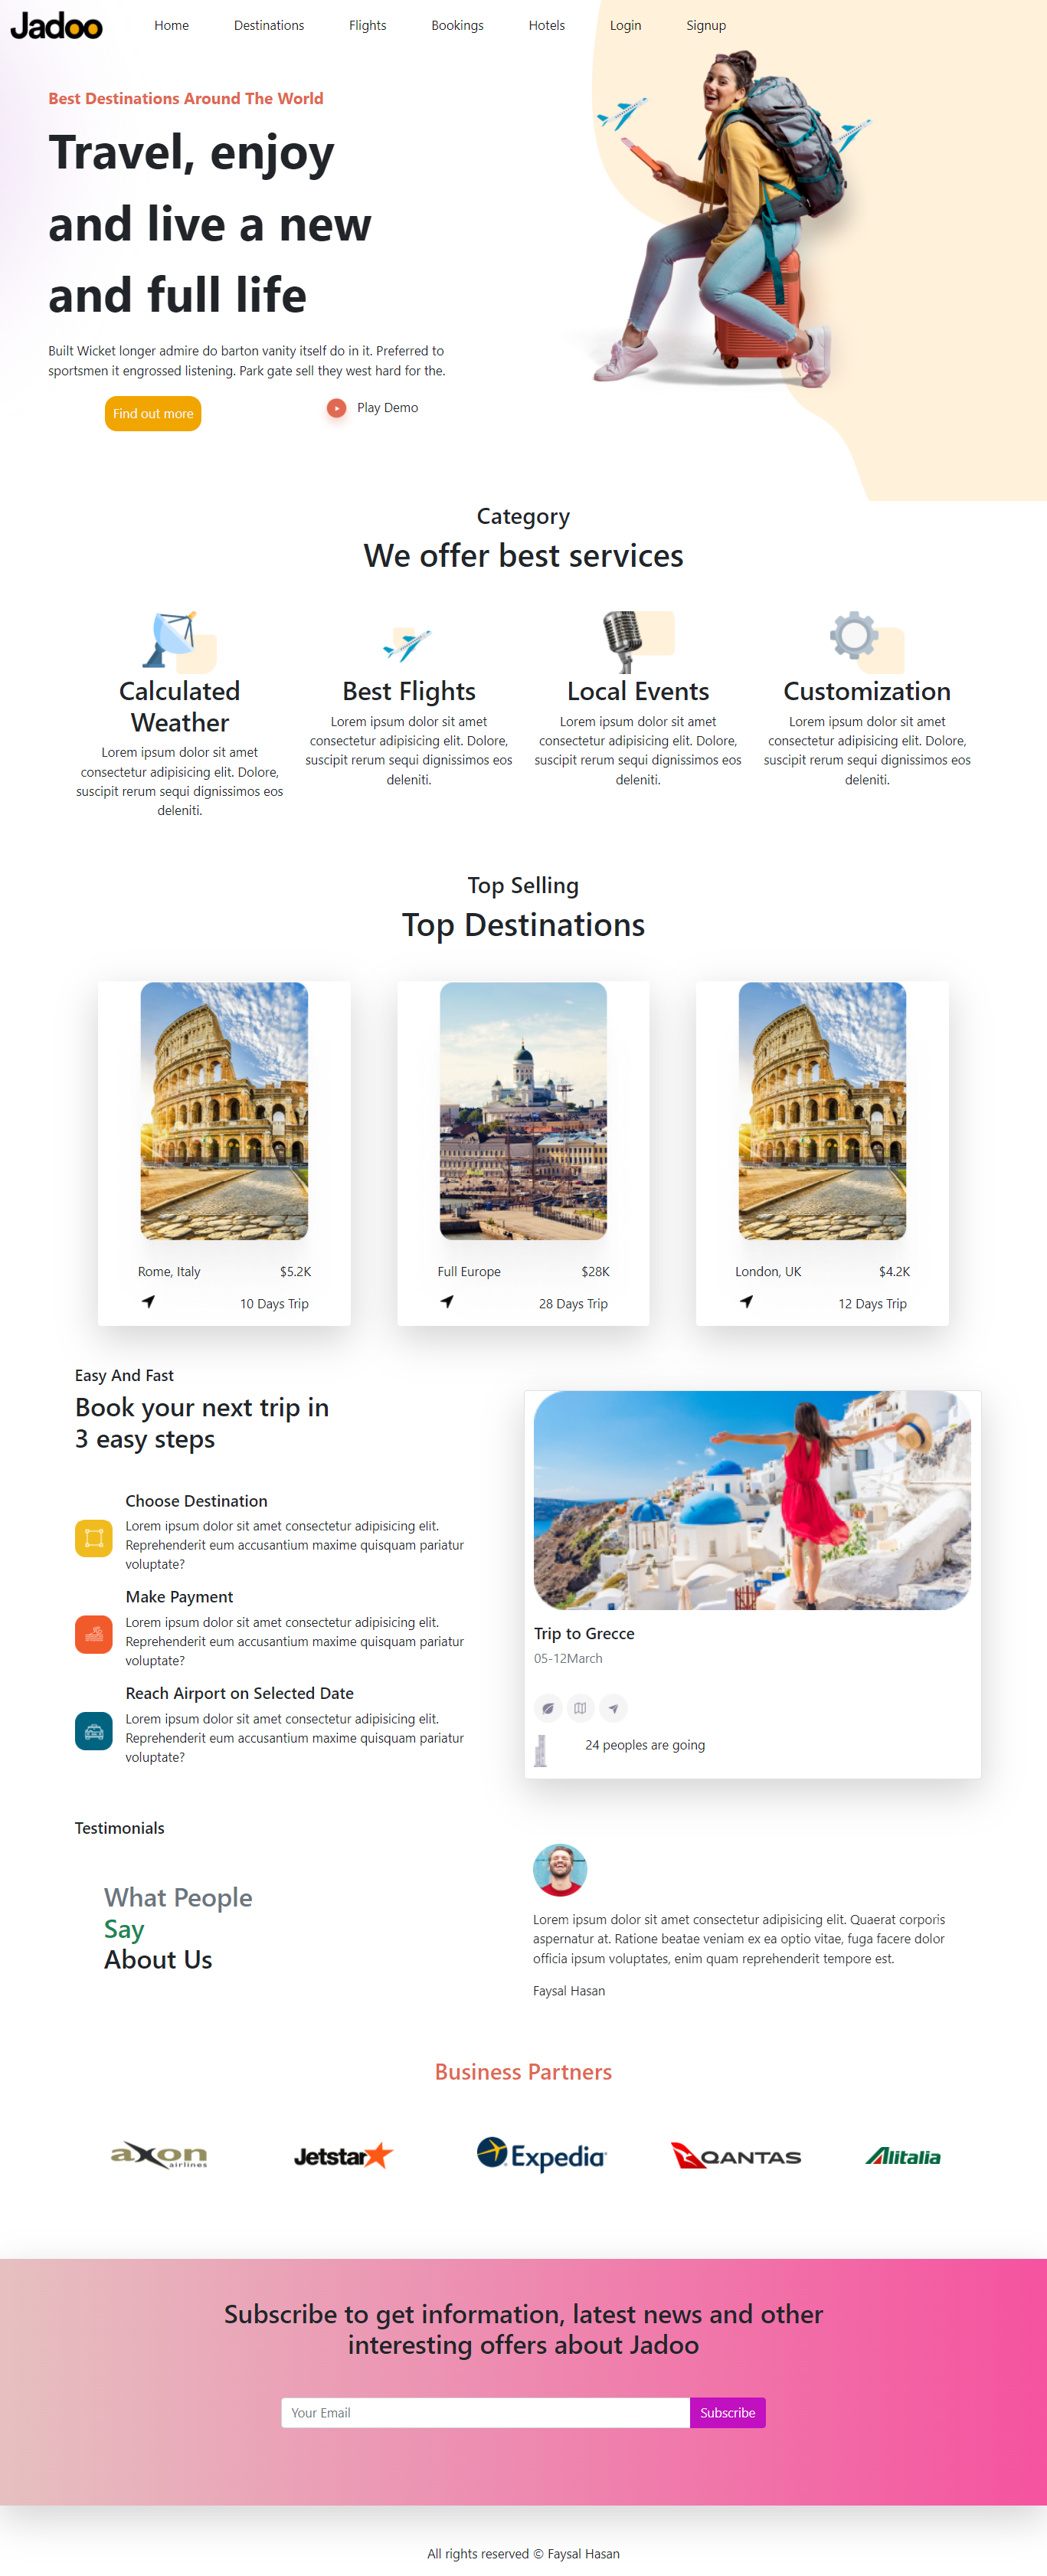 Jadoo
Home Destinations Flights Bookings Hotels Login Signup
Best Destinations Around The World
Travel, enjoy
and live a new
and full life
Built Wicket longer admire do barton vanity itself do in it. Preferred to
sportsmen it engrossed listening. Park gate sell they west hard for the.
Find out more
Play Demo
Category
We offer best services
Calculated
Weather
Lorem ipsum dolor sit amet
consectetur adipisicing elit. Dolore,
suscipit rerum sequi dignissimos eos
deleniti.
Best Flights
Lorem ipsum dolor sit amet
consectetur adipisicing elit. Dolore,
suscipit rerum sequi dignissimos eos
deleniti.
Local Events
Lorem ipsum dolor sit amet
consectetur adipisicing elit. Dolore,
suscipit rerum sequi dignissimos eos
deleniti.
Customization
Lorem ipsum dolor sit amet
consectetur adipisicing elit. Dolore,
suscipit rerum sequi dignissimos eos
deleniti.
Top Selling
Top Destinations
Rome, Italy $5.2K
10 Days Trip
Full Europe $28K
28 Days Trip
London, UK $4.2K
12 Days Trip
Easy And Fast
Book your next trip in
3 easy steps
Choose Destination
Lorem ipsum dolor sit amet consectetur adipisicing elit.
Reprehenderit eum accusantium maxime quisquam pariatur
voluptate?
Make Payment
Lorem ipsum dolor sit amet consectetur adipisicing elit.
Reprehenderit eum accusantium maxime quisquam pariatur
voluptate?
Reach Airport on Selected Date
Lorem ipsum dolor sit amet consectetur adipisicing elit.
Reprehenderit eum accusantium maxime quisquam pariatur
voluptate?
Trip to Grecce
05-12March
24 peoples are going
Testimonials
What People
Say
About Us
Lorem ipsum dolor sit amet consectetur adipisicing elit. Quaerat corporis
aspernatur at. Ratione beatae veniam ex ea optio vitae, fuga facere dolor
officia ipsum voluptates, enim quam reprehenderit tempore est.
Faysal Hasan
Business Partners
axon
airlines
Jetstar
Expedia
QANTAS
Alitalia
Subscribe to get information, latest news and other
interesting offers about Jadoo
Your Email
Subscribe
All rights reserved © Faysal Hasan